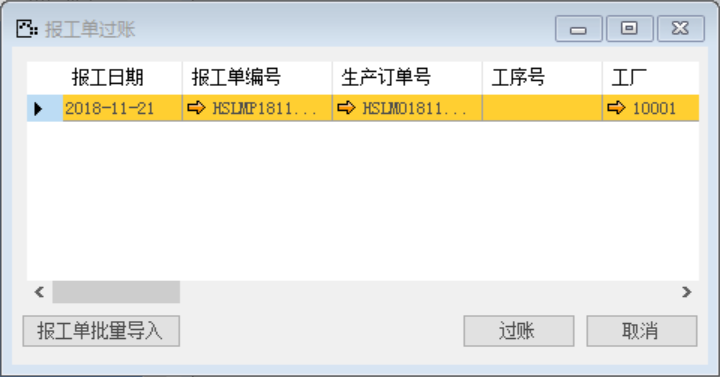 报工单过账
报工日期 报工单编号 生产订单号 工序号 工厂
2018-11-21 HSLMP1811... HSLMO1811... 10001
报工单批量导入 过账 取消